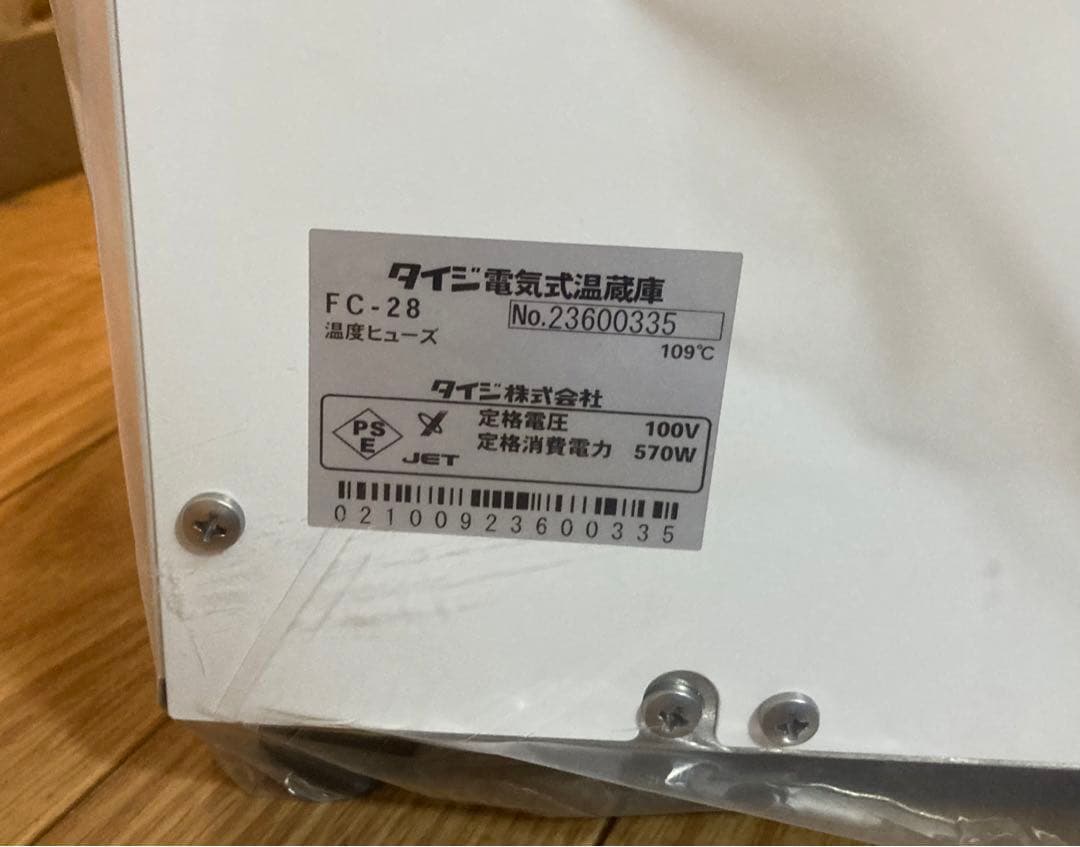 タイジ電気式温蔵庫
FC-28
No.23600335
温度ヒューズ
109℃
タイジ株式会社
PS
E
JET
定格電圧 100V
定格消費電力 570W
02100923600335